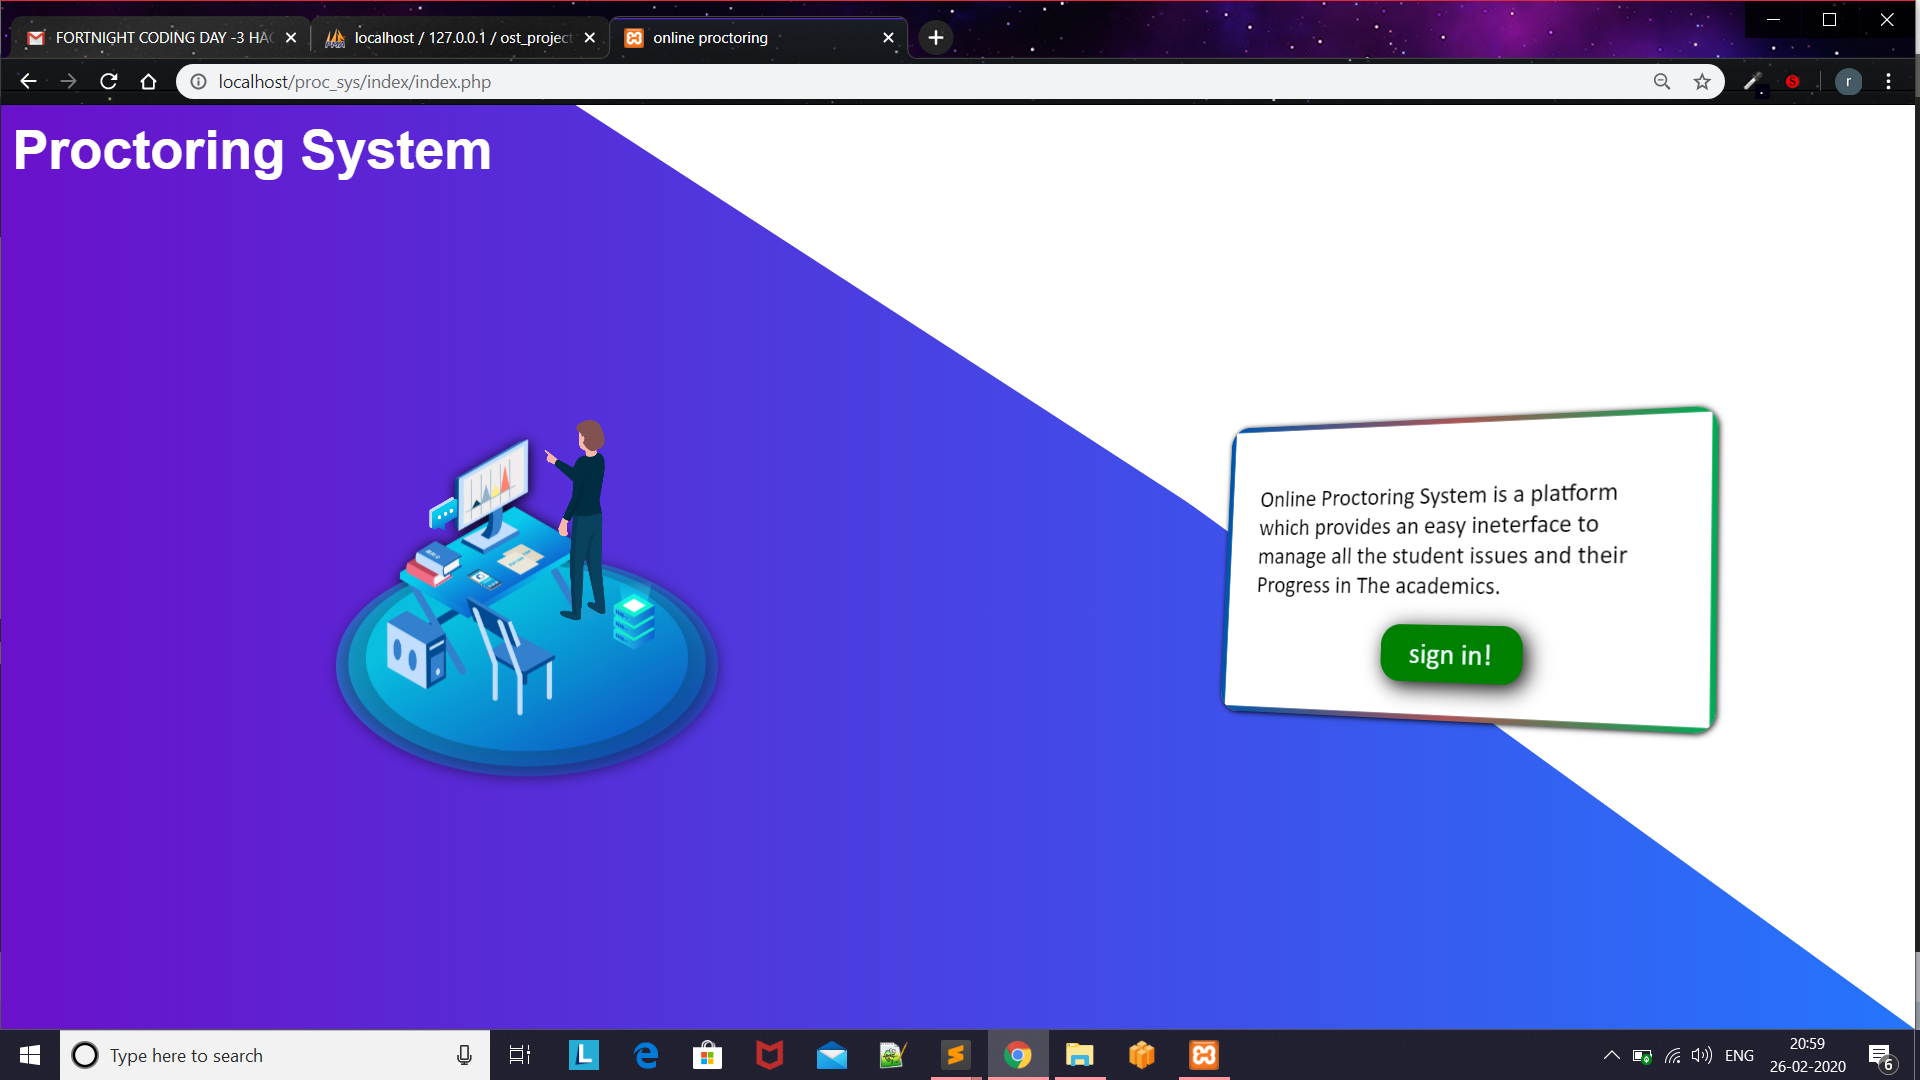 FORTNIGHT CODING DAY -3 HAC
localhost / 127.0.0.1 / ost_project
online proctoring
localhost/proc_sys/index/index.php
r
Proctoring System
Online Proctoring System is a platform
which provides an easy ineterface to
manage all the student issues and their
Progress in The academics.
sign in!
Type here to search
L
ENG
20:59
26-02-2020
6